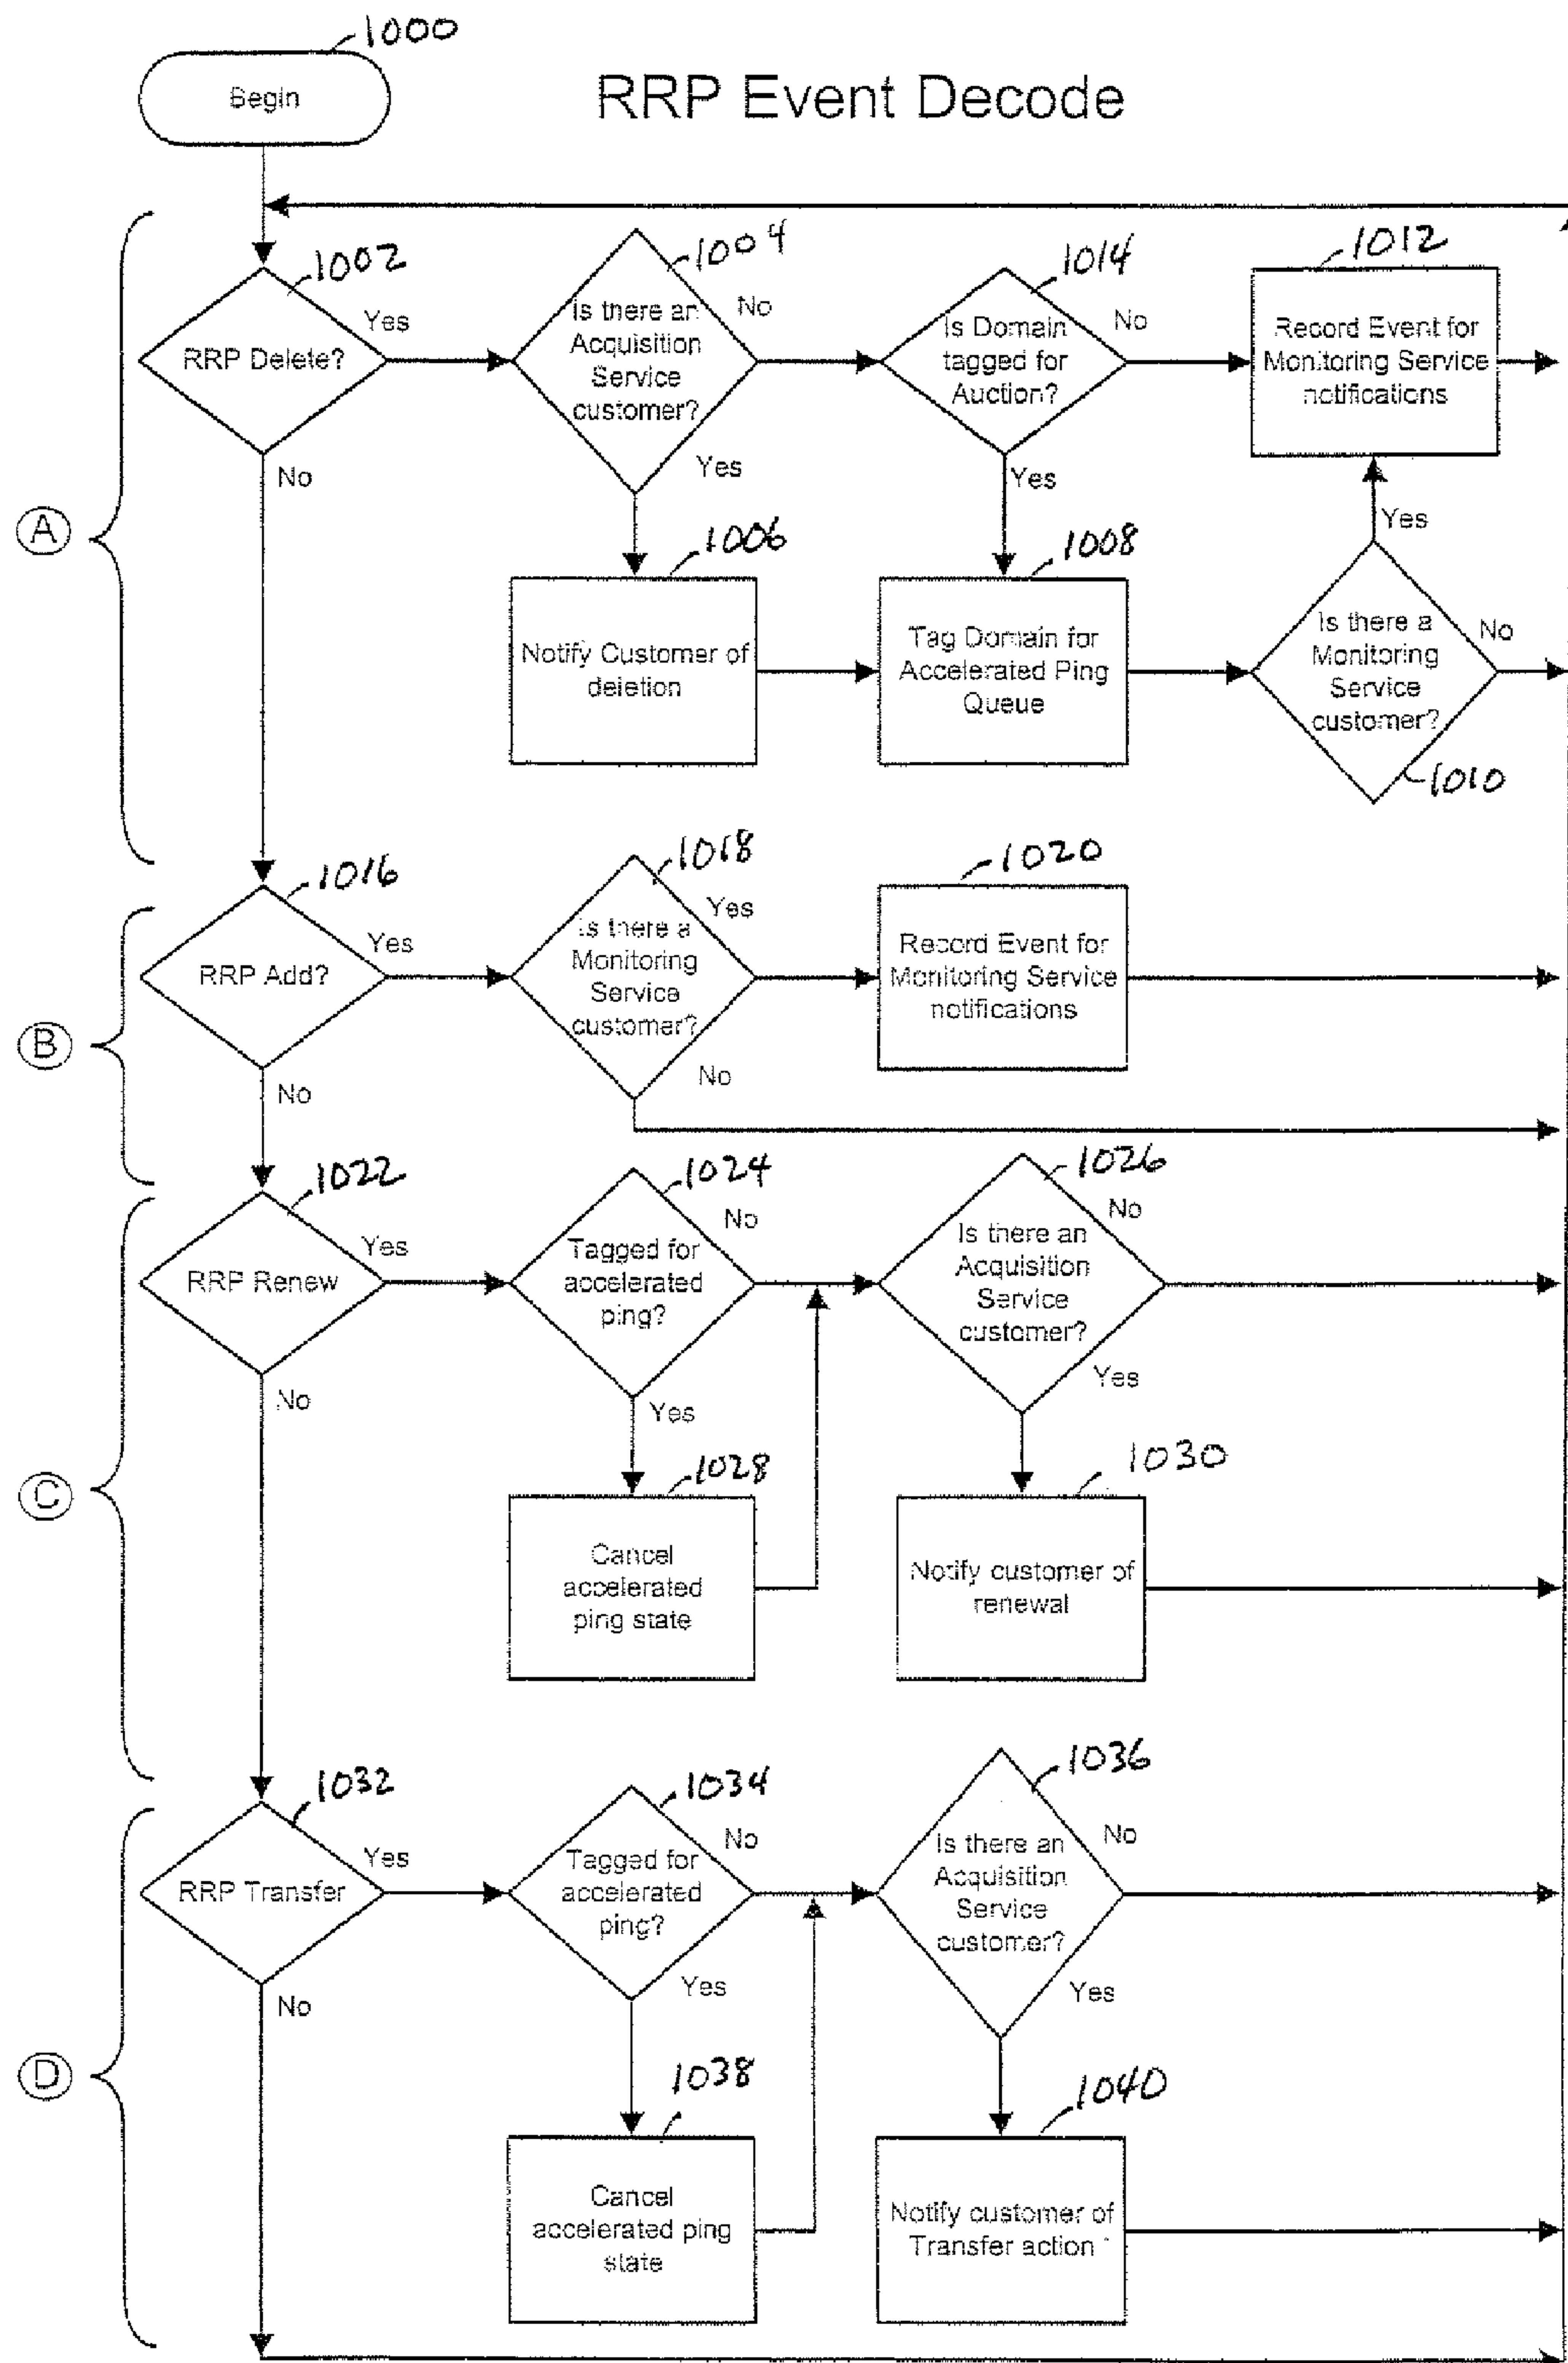 1000
Begin
RRP Event Decode
1002
1004
1014
1012
RRP Delete?
Yes
No
Is there an
Acquisition
Service
customer?
No
Yes
Is Domain
tagged for
Auction?
No
Yes
Record Event for
Monitoring Service
notifications
A
1006
1008
Notify Customer of
deletion
Tag Domain for
Accelerated Ping
Queue
Yes
Is there a
Monitoring
Service
customer?
No
1010
1016
1018
1020
B
RRP Add?
Yes
No
Is there a
Monitoring
Service
customer?
Yes
No
Record Event for
Monitoring Service
notifications
1022
1024
1026
C
RRP Renew
Yes
No
Tagged for
accelerated
ping?
No
Yes
Is there an
Acquisition
Service
customer?
No
Yes
1028
1030
Cancel
accelerated
ping state
Notify customer of
renewal
1032
1034
1036
D
RRP Transfer
Yes
No
Tagged for
accelerated
ping?
No
Yes
Is there an
Acquisition
Service
customer?
No
Yes
1038
1040
Cancel
accelerated ping
state
Notify customer of
Transfer action